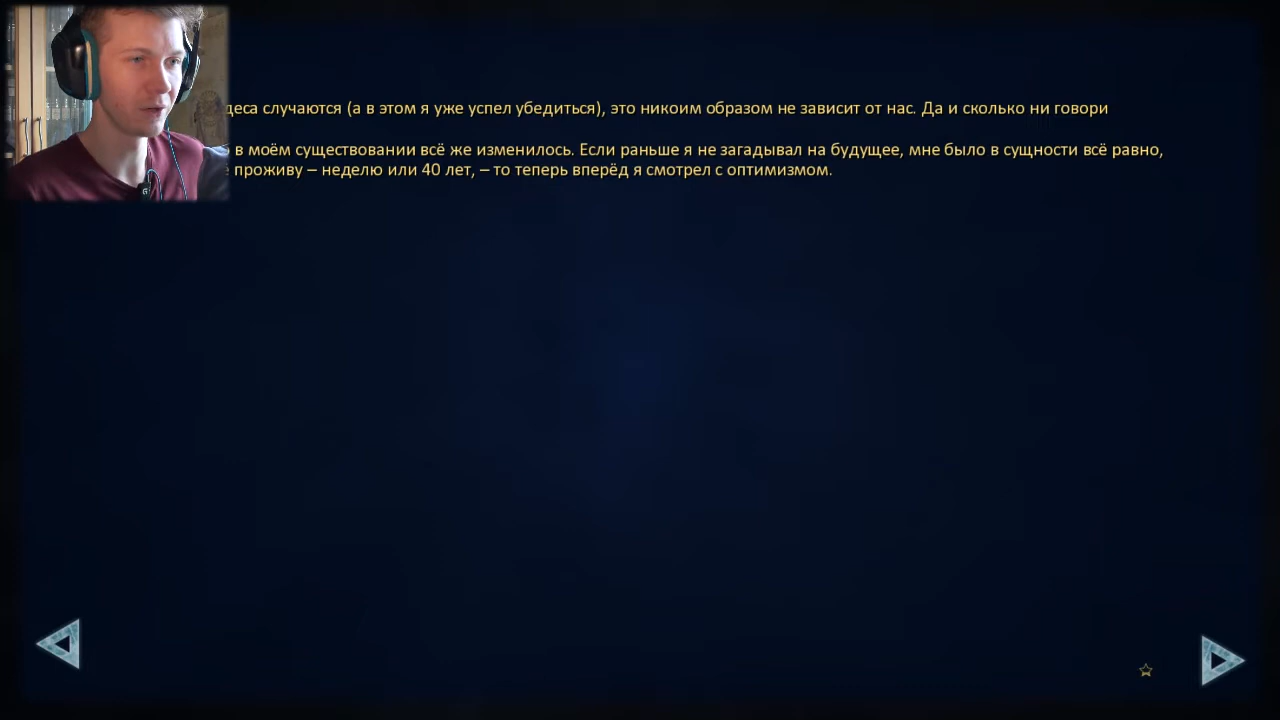 случаются (а в этом я уже успел убедиться), это никоим образом не зависит от нас. Да и сколько ни говори
в моём существовании всё же изменилось. Если раньше я не загадывал на будущее, мне было в сущности всё равно,
проживу – неделю или 40 лет, – то теперь вперёд я смотрел с оптимизмом.